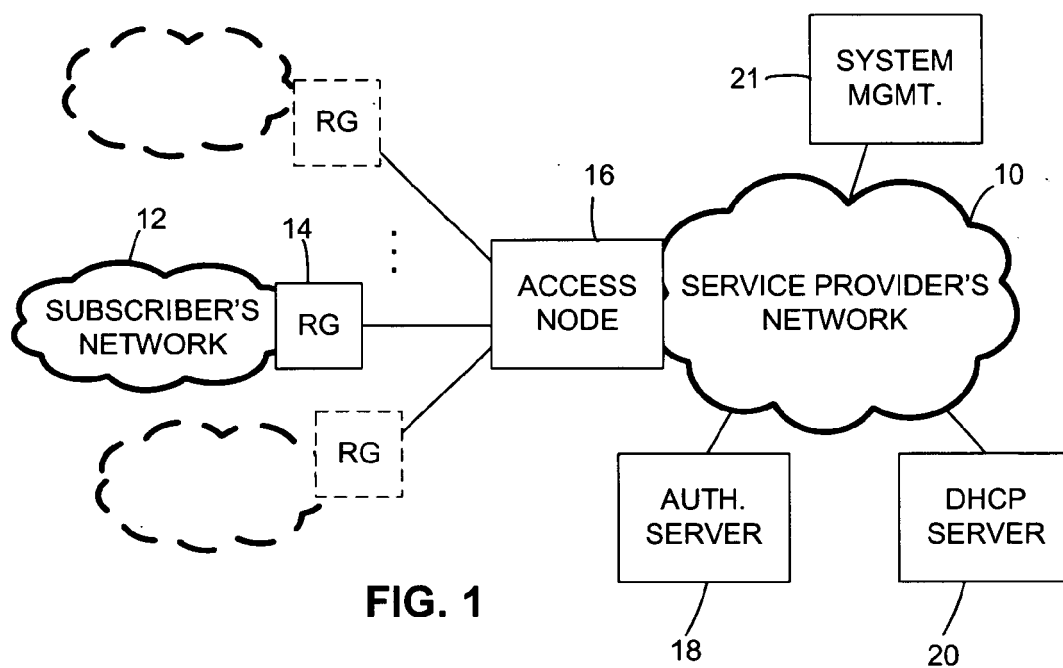 SYSTEM
MGMT.
21
RG
16
10
12
14
SUBSCRIBER'S
NETWORK
RG
ACCESS
NODE
SERVICE PROVIDER'S
NETWORK
RG
AUTH.
SERVER
DHCP
SERVER
FIG. 1
18
20